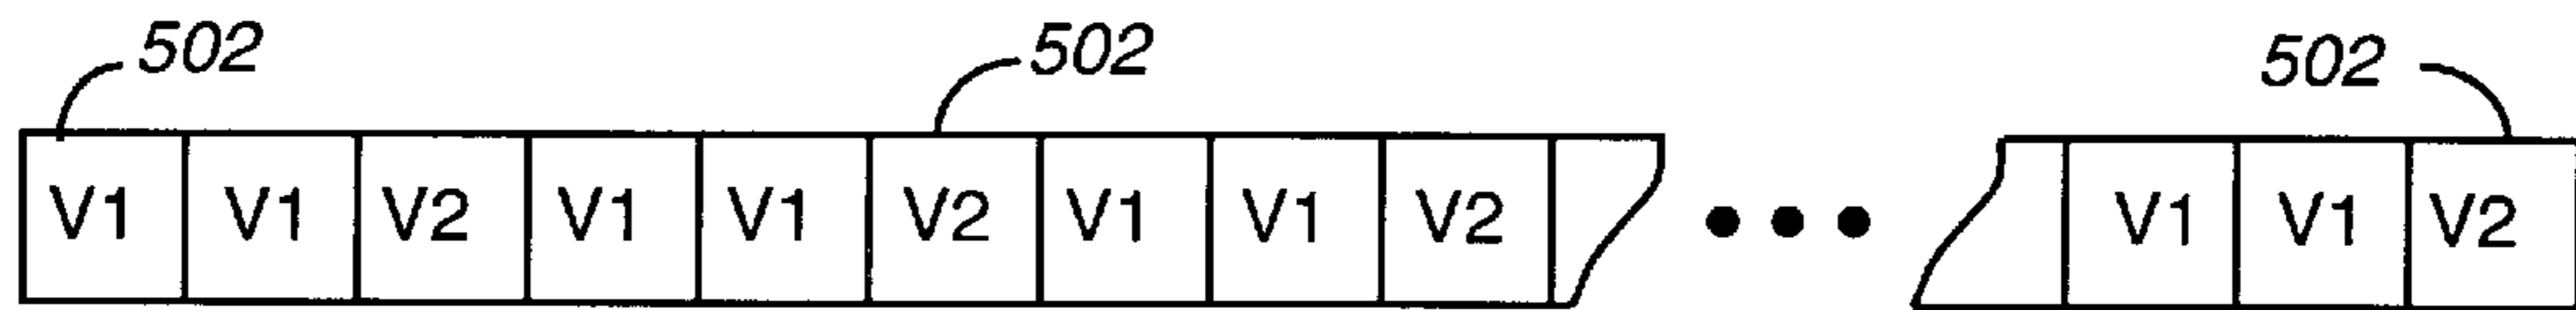 502 502 502
V1 V1 V2 V1 V1 V2 V1 V1 V2 ••• V1 V1 V2